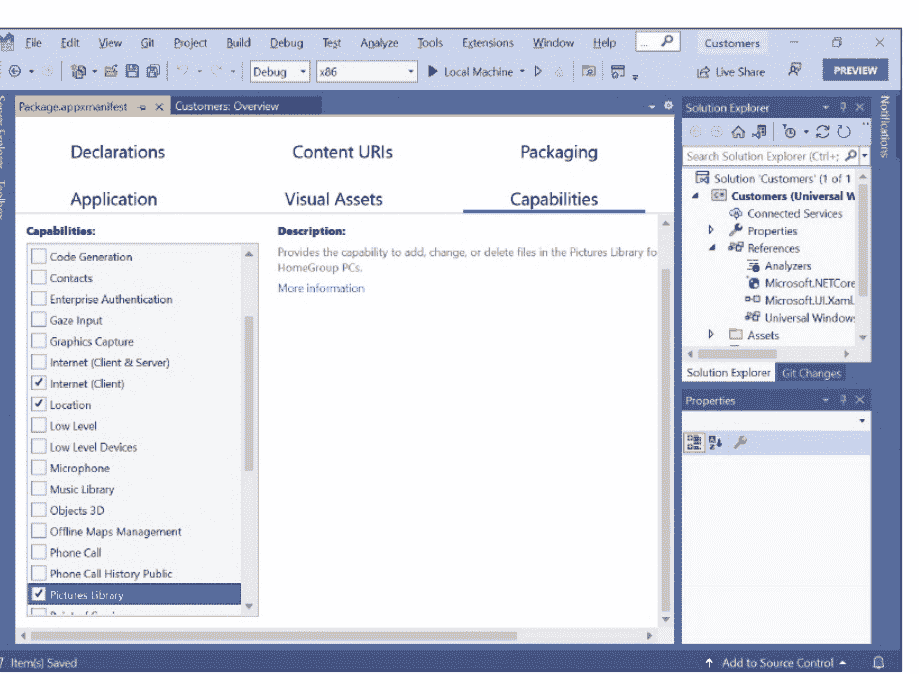 File Edit View Git Project Build Debug Test Analyze Tools Extensions Window Help ... Customers
Debug x86 Local Machine Live Share PREVIEW
Package.appxmanifest Customers: Overview
Declarations Content URIs Packaging
Application Visual Assets Capabilities
Capabilities:
Code Generation
Contacts
Enterprise Authentication
Gaze Input
Graphics Capture
Internet (Client & Server)
Internet (Client)
Location
Low Level
Low Level Devices
Microphone
Music Library
Objects 3D
Offline Maps Management
Phone Call
Phone Call History Public
Pictures Library
Description:
Provides the capability to add, change, or delete files in the Pictures Library fo
HomeGroup PCs.
More information
Solution Explorer
Search Solution Explorer (Ctrl+;
Solution 'Customers' (1 of 1
Customers (Universal W
Connected Services
Properties
References
Analyzers
Microsoft.NETCore
Microsoft.UI.Xaml.
Universal Window
Assets
Solution Explorer Git Changes
Properties
Notifications
Toolbox
Item(s) Saved
Add to Source Control